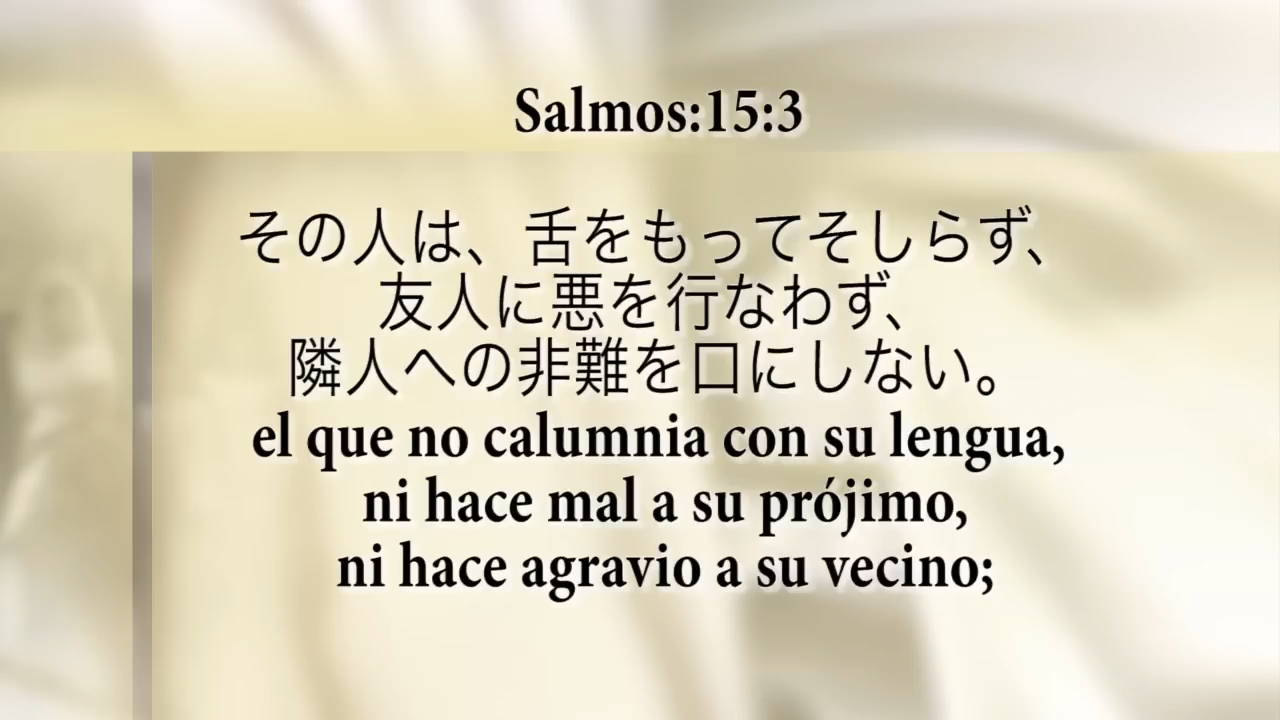 Salmos:15:3
その人は、舌をもってそしらず、
友人に悪を行なわず、
隣人への非難を口にしない。
el que no calumnia con su lengua,
ni hace mal a su prójimo,
ni hace agravio a su vecino;